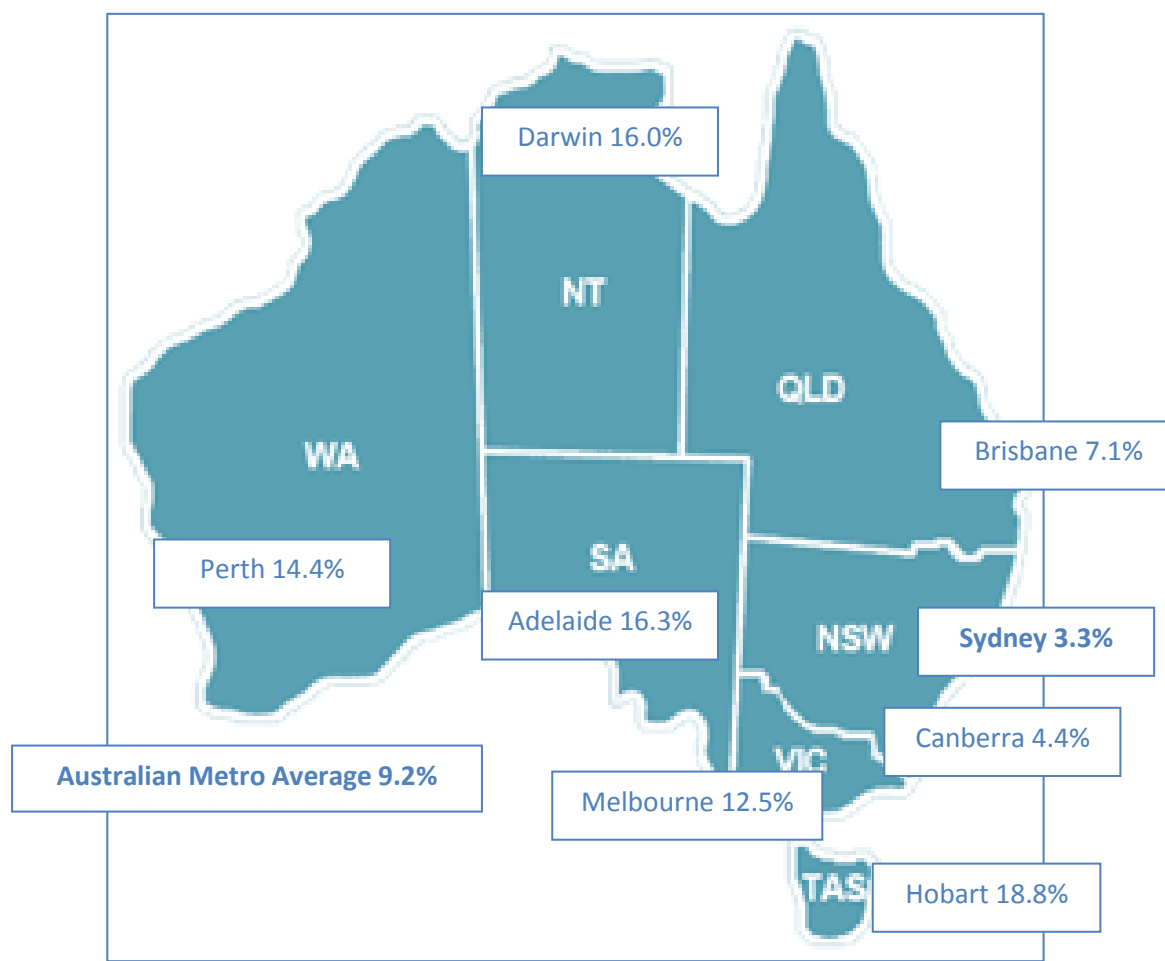 Darwin 16.0%
NT
QLD
Brisbane 7.1%
WA
Perth 14.4%
SA
Adelaide 16.3%
NSW
Sydney 3.3%
Canberra 4.4%
Australian Metro Average 9.2%
VIC
Melbourne 12.5%
TAS
Hobart 18.8%